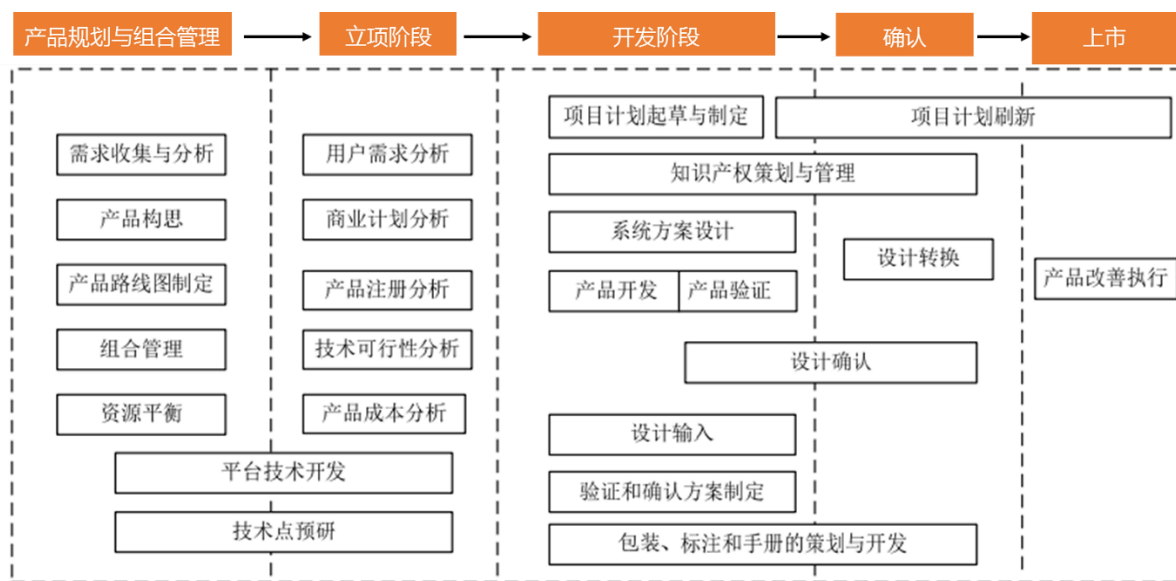 产品规划与组合管理
立项阶段
开发阶段
确认
上市
需求收集与分析
产品构思
产品路线图制定
组合管理
资源平衡
用户需求分析
商业计划分析
产品注册分析
技术可行性分析
产品成本分析
平台技术开发
技术点预研
项目计划起草与制定
项目计划刷新
知识产权策划与管理
系统方案设计
产品开发
产品验证
设计转换
产品改善执行
设计确认
设计输入
验证和确认方案制定
包装、标注和手册的策划与开发